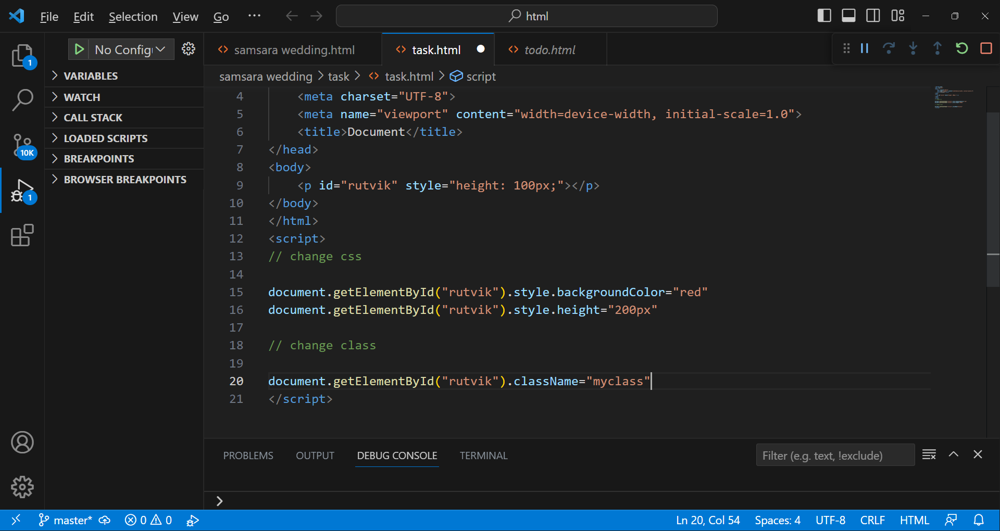 File Edit Selection View Go ··· html
No Config
samsara wedding.html task.html todo.html
VARIABLES
WATCH
CALL STACK
LOADED SCRIPTS
BREAKPOINTS
BROWSER BREAKPOINTS
1
10K
1
samsara wedding > task > task.html > script
4 <meta charset="UTF-8">
5 <meta name="viewport" content="width=device-width, initial-scale=1.0">
6 <title>Document</title>
7 </head>
8 <body>
9 <p id="rutvik" style="height: 100px;"></p>
10 </body>
11 </html>
12 <script>
13 // change css
14
15 document.getElementById("rutvik").style.backgroundColor="red"
16 document.getElementById("rutvik").style.height="200px"
17
18 // change class
19
20 document.getElementById("rutvik").className="myclass"
21 </script>
PROBLEMS OUTPUT DEBUG CONSOLE TERMINAL Filter (e.g. text, !exclude)
>
master* 0 0 Ln 20, Col 54 Spaces: 4 UTF-8 CRLF HTML